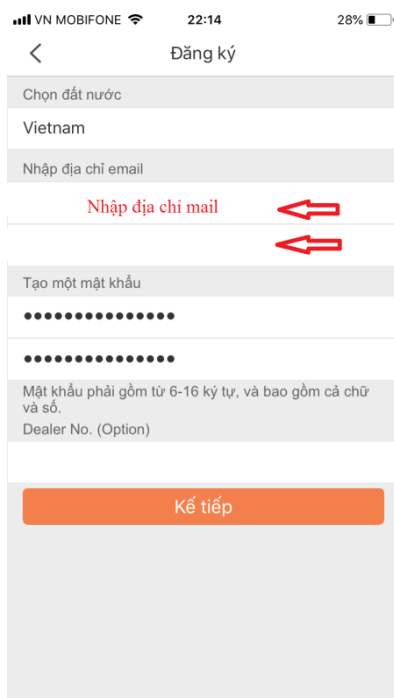 VN MOBIFONE 22:14 28%
Đăng ký
Chọn đất nước
Vietnam
Nhập địa chỉ email
Nhập địa chỉ mail
Tạo một mật khẩu
●●●●●●●●●●●●●●●
●●●●●●●●●●●●●●●
Mật khẩu phải gồm từ 6-16 ký tự, và bao gồm cả chữ
và số.
Dealer No. (Option)
Kế tiếp